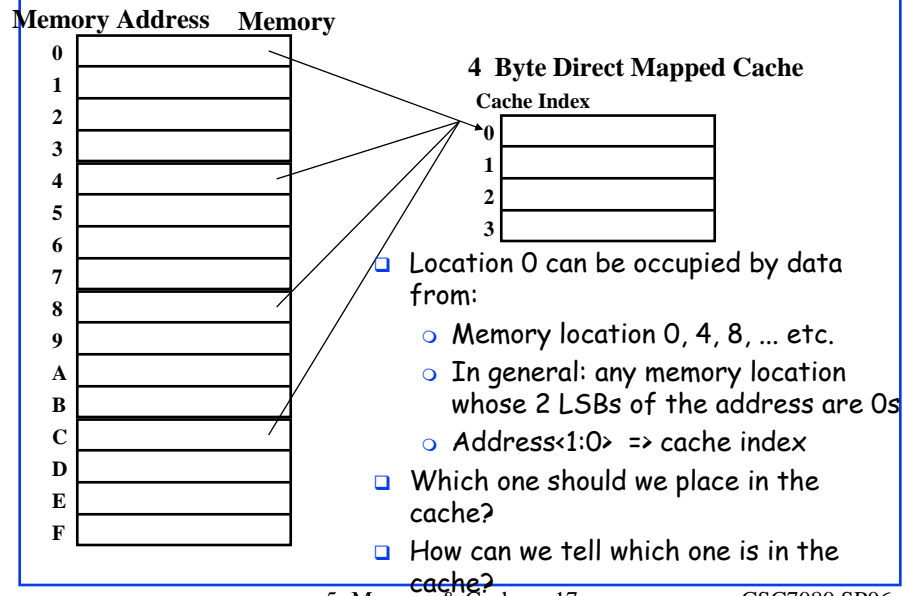 Memory Address Memory
0
1
2
3
4
5
6
7
8
9
A
B
C
D
E
F
4 Byte Direct Mapped Cache
Cache Index
0
1
2
3
Location 0 can be occupied by data
from:
Memory location 0, 4, 8, ... etc.
In general: any memory location
whose 2 LSBs of the address are 0s
Address<1:0> => cache index
Which one should we place in the
cache?
How can we tell which one is in the
cache?